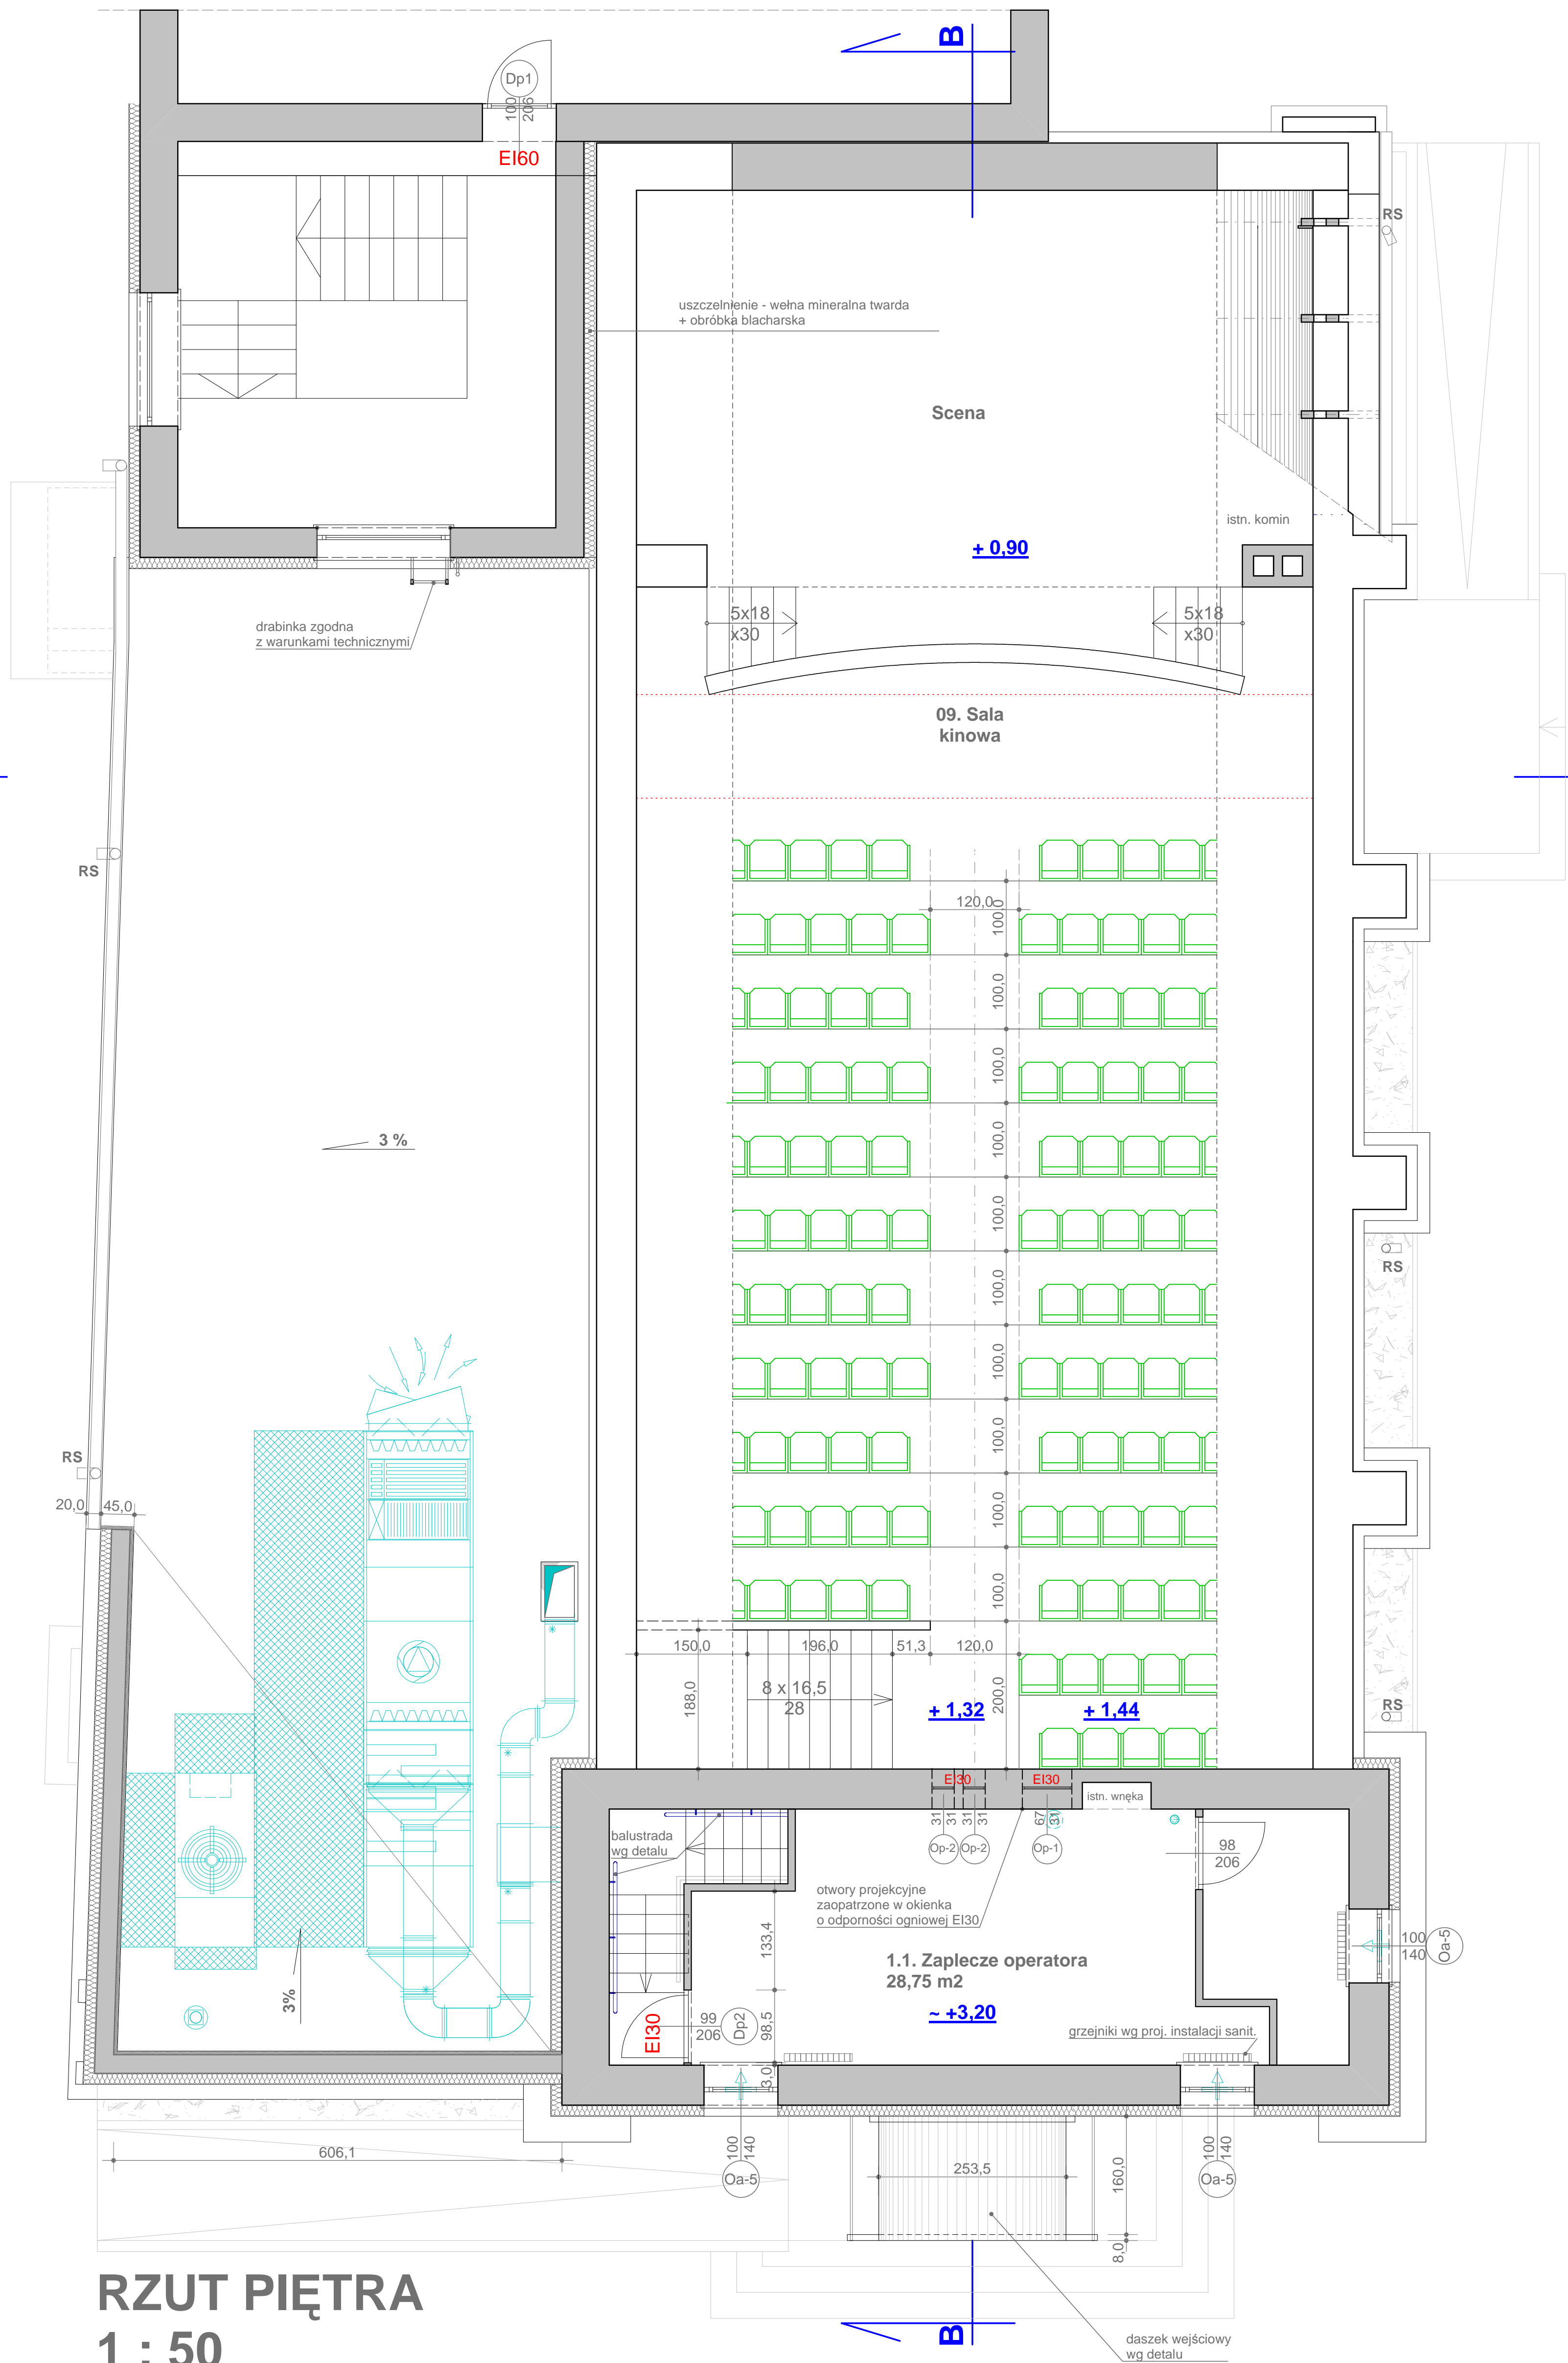 B
Dp1
100
206
EI60
RS
uszczelnienie - wełna mineralna twarda
+ obróbka blacharska
Scena
istn. komin
+ 0,90
5x18
x30
5x18
x30
drabinka zgodna
z warunkami technicznymi
09. Sala
kinowa
RS
120,0
100,0
100,0
100,0
100,0
3 %
100,0
100,0
RS
100,0
100,0
RS
20,0
45,0
100,0
100,0
150,0
196,0
51,3
120,0
188,0
8 x 16,5
28
200,0
+ 1,32
+ 1,44
RS
EI30
EI30
istn. wnęka
31
31
31
31
67
31
Op-2
Op-2
Op-1
balustrada
wg detalu
98
206
otwory projekcyjne
zaopatrzone w okienka
o odporności ogniowej EI30
133,4
1.1. Zaplecze operatora
28,75 m2
~ +3,20
100
140
Oa-5
3%
EI30
99
206
Dp2
98,5
3,0
grzejniki wg proj. instalacji sanit.
606,1
100
140
Oa-5
253,5
160,0
8,0
100
140
Oa-5
RZUT PIĘTRA
1 : 50
B
daszek wejściowy
wg detalu